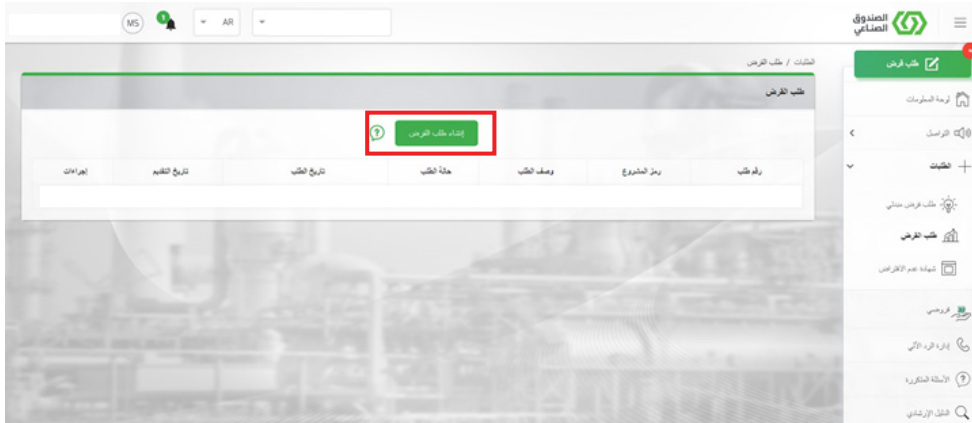 الصندوق
الصناعي
AR
MS
1
طلب قرض
لوحة المعلومات
التواصل
الطلبات
طلب قرض مبدئي
طلب القرض
شهادة عدم الاقتراض
قروضي
إدارة الرد الآلي
الأسئلة المتكررة
الدليل الإرشادي
الطلبات / طلب القرض
طلب القرض
إنشاء طلب القرض
رقم طلب رمز المشروع وصف الطلب حالة الطلب تاريخ الطلب تاريخ التقديم إجراءات